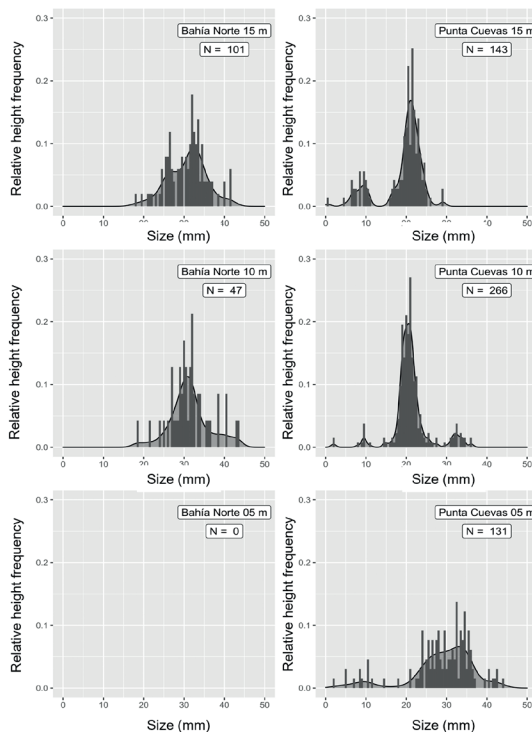 Bahía Norte 15 m
N = 101
Relative height frequency
0.3
0.2
0.1
0.0
0 10 20 30 40 50
Size (mm)
Punta Cuevas 15 m
N = 143
Relative height frequency
0.3
0.2
0.1
0.0
0 10 20 30 40 50
Size (mm)
Bahía Norte 10 m
N = 47
Relative height frequency
0.3
0.2
0.1
0.0
0 10 20 30 40 50
Size (mm)
Punta Cuevas 10 m
N = 266
Relative height frequency
0.3
0.2
0.1
0.0
0 10 20 30 40 50
Size (mm)
Bahía Norte 05 m
N = 0
Relative height frequency
0.3
0.2
0.1
0.0
0 10 20 30 40 50
Size (mm)
Punta Cuevas 05 m
N = 131
Relative height frequency
0.3
0.2
0.1
0.0
0 10 20 30 40 50
Size (mm)